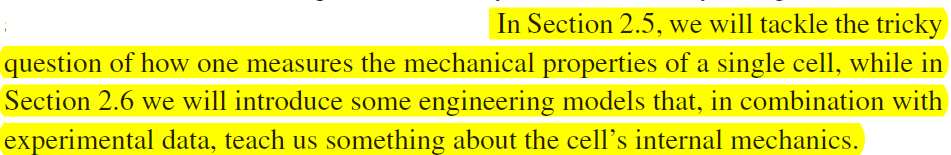 In Section 2.5, we will tackle the tricky
question of how one measures the mechanical properties of a single cell, while in
Section 2.6 we will introduce some engineering models that, in combination with
experimental data, teach us something about the cell's internal mechanics.